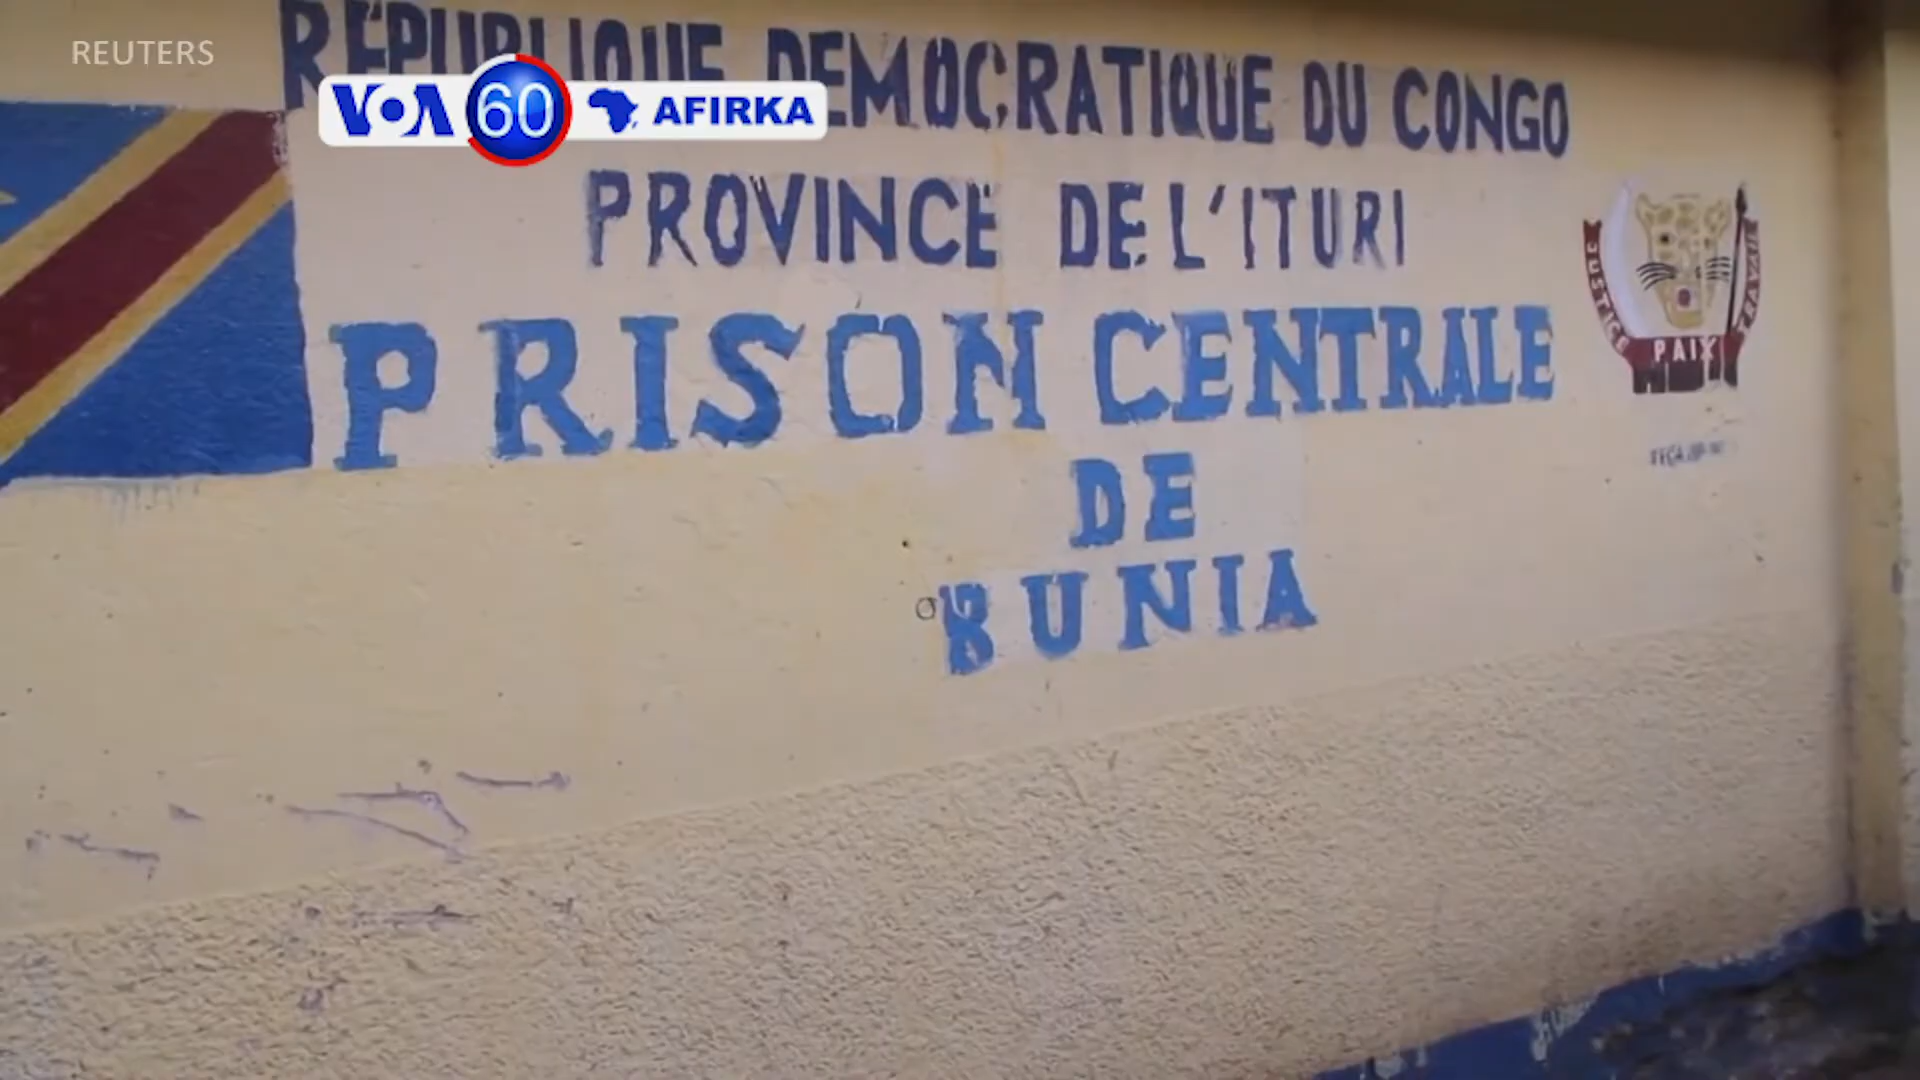 REUTERS
RÉPUBLIQUE DEMOCRATIQUE DU CONGO
VOA 60 AFIRKA
PROVINCE DE L'ITURI
PRISON CENTRALE
DE
BUNIA
JUSTICE PAIX TRAVAIL